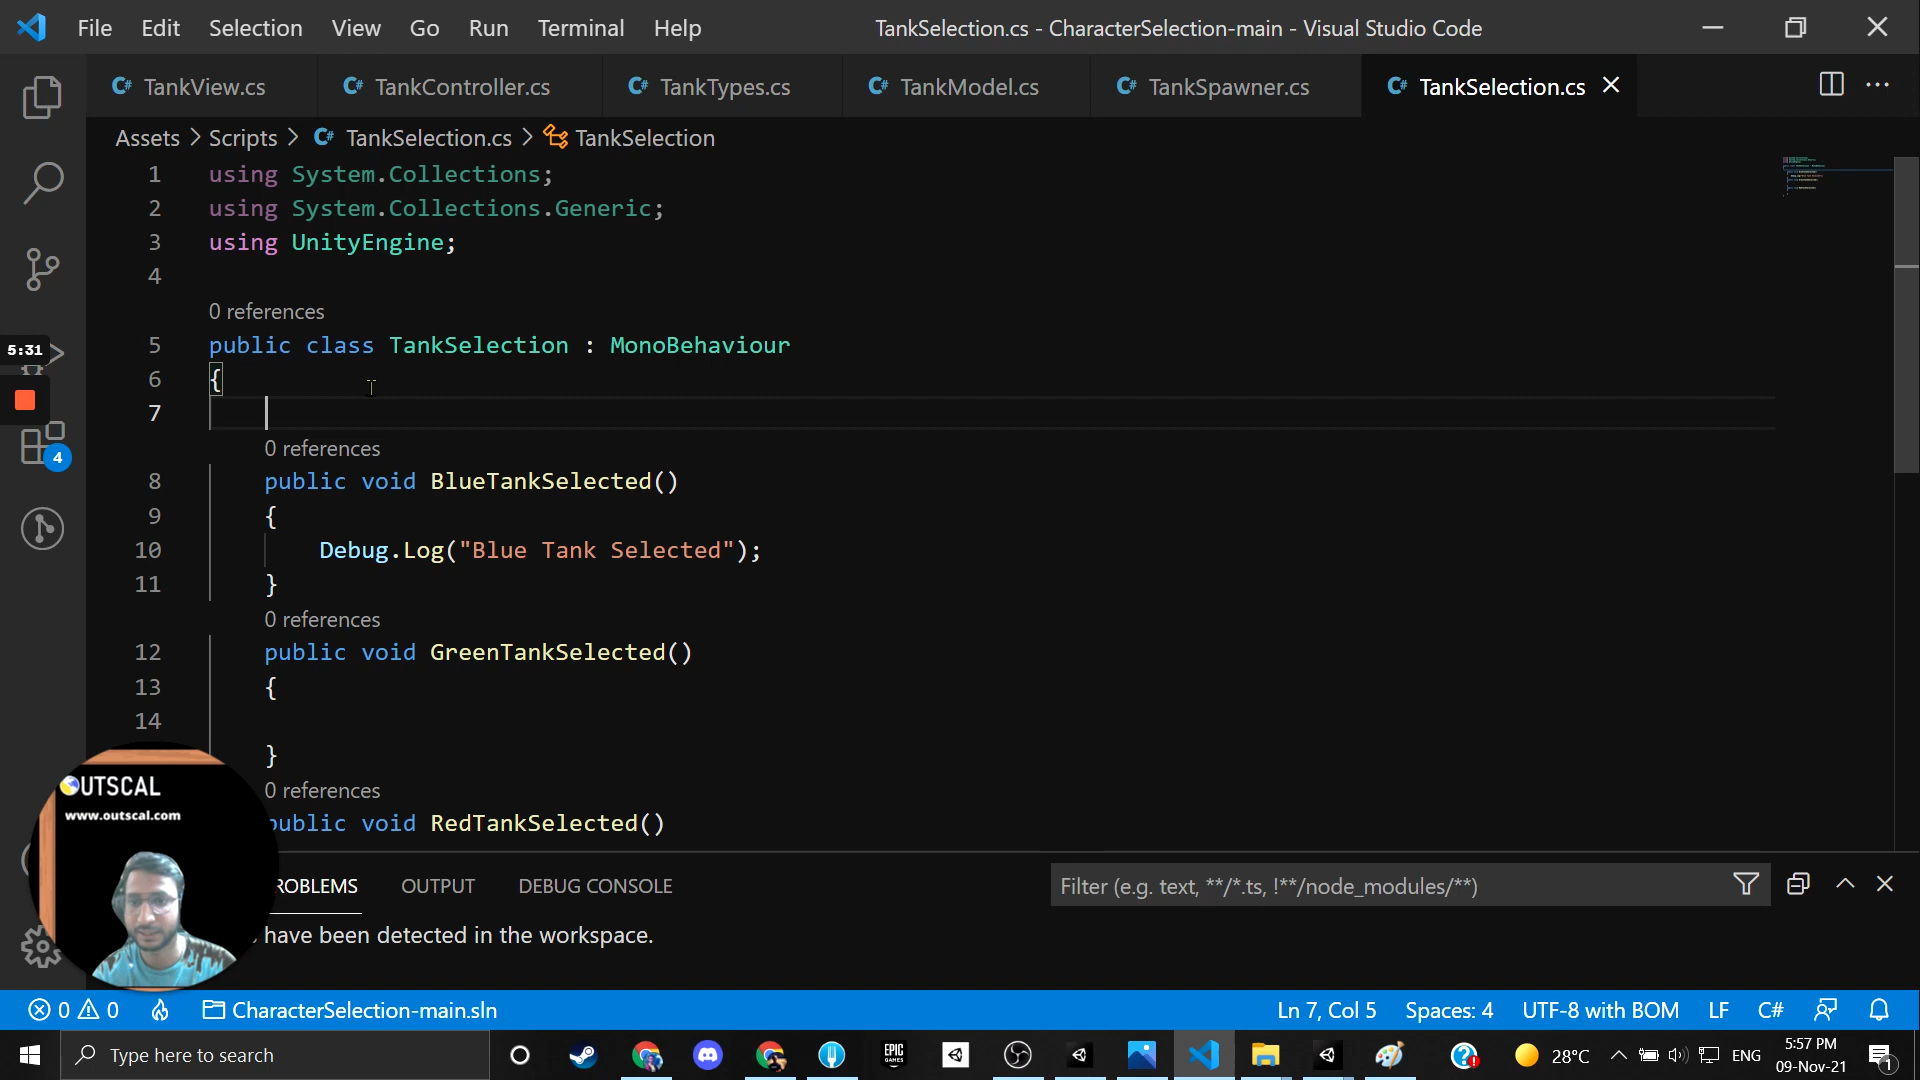 File Edit Selection View Go Run Terminal Help
TankSelection.cs - CharacterSelection-main - Visual Studio Code
TankView.cs TankController.cs TankTypes.cs TankModel.cs TankSpawner.cs TankSelection.cs
Assets > Scripts > TankSelection.cs > TankSelection
1 using System.Collections;
2 using System.Collections.Generic;
3 using UnityEngine;
4
0 references
5 public class TankSelection : MonoBehaviour
6 {
7
0 references
8 public void BlueTankSelected()
9 {
10 Debug.Log("Blue Tank Selected");
11 }
0 references
12 public void GreenTankSelected()
13 {
14
}
0 references
public void RedTankSelected()
5:31
4
OUTSCAL
www.outscal.com
ROBLEMS OUTPUT DEBUG CONSOLE
Filter (e.g. text, **/*.ts, !**/node_modules/**)
have been detected in the workspace.
0 0 CharacterSelection-main.sln
Ln 7, Col 5 Spaces: 4 UTF-8 with BOM LF C#
Type here to search
EPIC GAMES
28°C ENG
5:57 PM
09-Nov-21
1